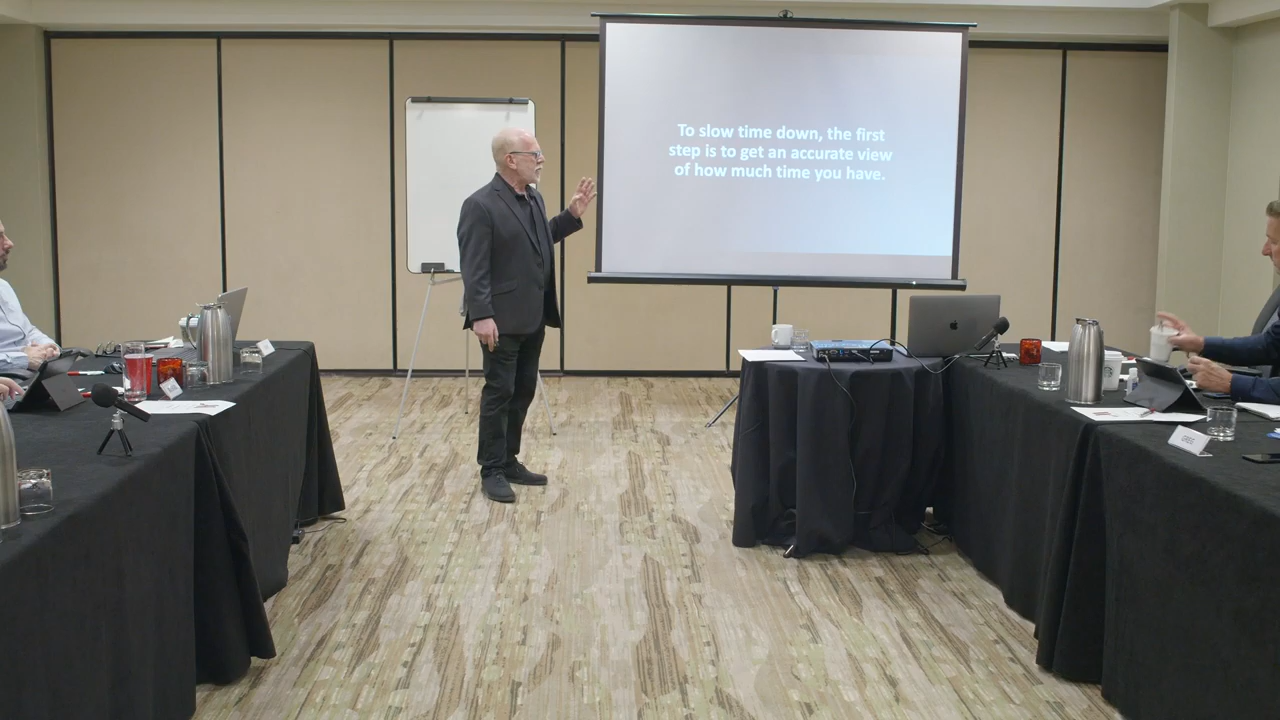 To slow time down, the first
step is to get an accurate view
of how much time you have.